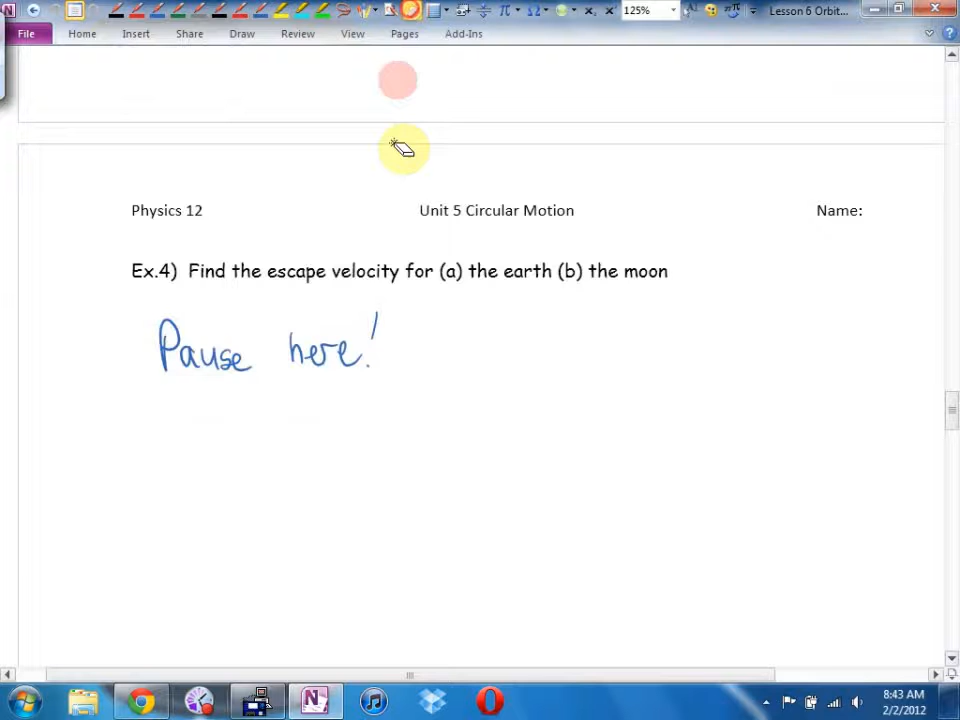 125%
Lesson 6 Orbit...
File Home Insert Share Draw Review View Pages Add-Ins
Physics 12 Unit 5 Circular Motion Name:
Ex.4) Find the escape velocity for (a) the earth (b) the moon
Pause here!
8:43 AM
2/2/2012